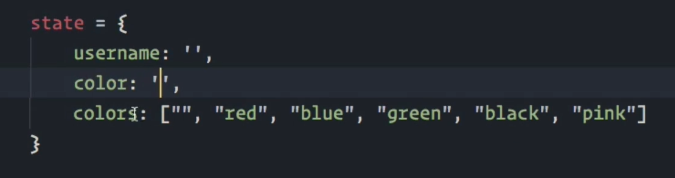 state = {
username: '',
color: '',
colors: ["", "red", "blue", "green", "black", "pink"]
}